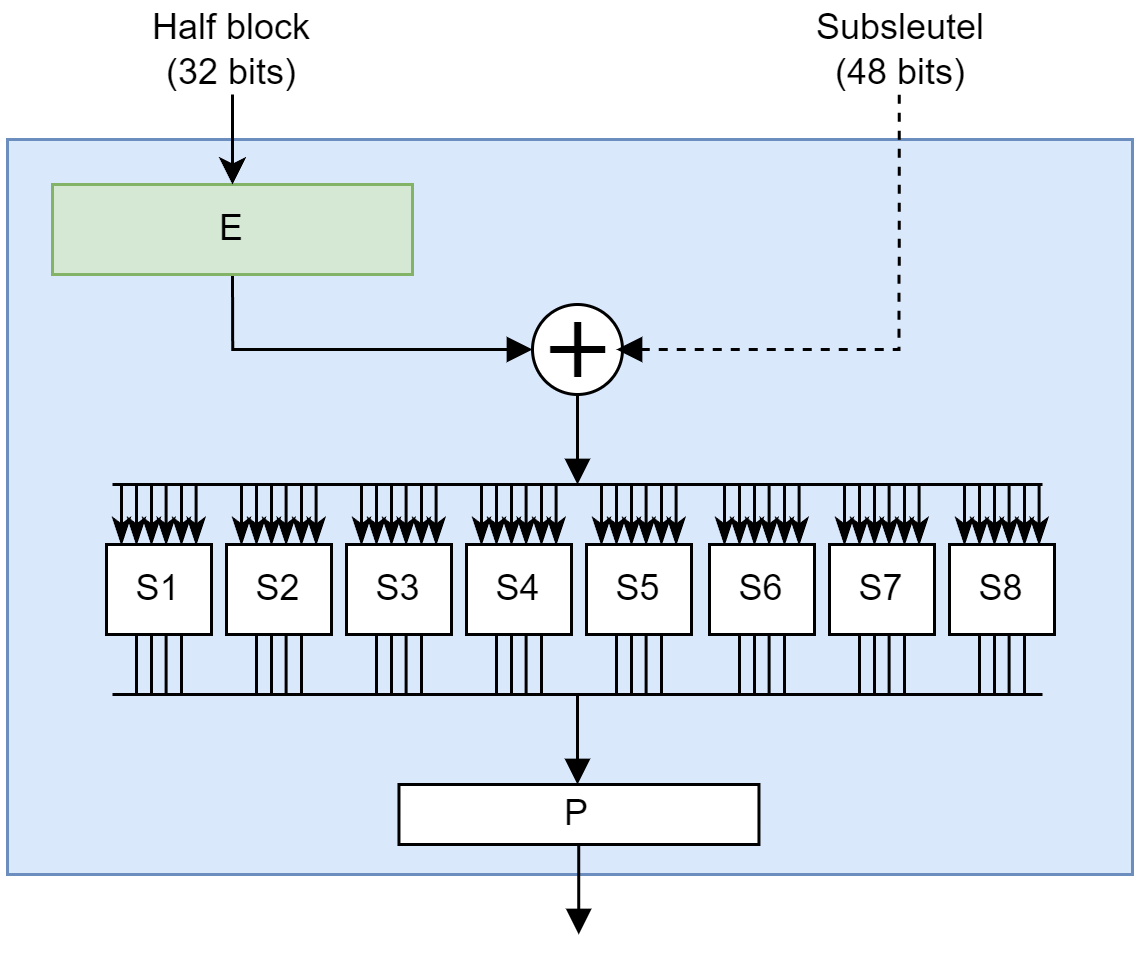 Half block
(32 bits)
Subsleutel
(48 bits)
E
S1
S2
S3
S4
S5
S6
S7
S8
P